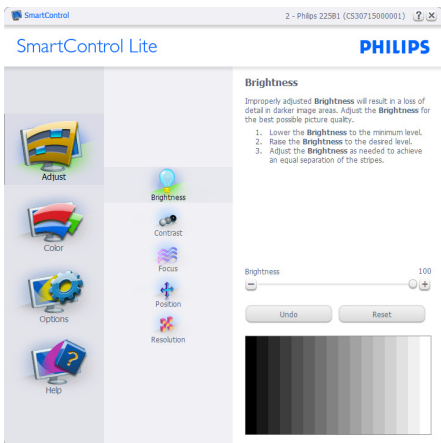 SmartControl
2 - Philips 225B1 (CS30715000001)
SmartControl Lite
PHILIPS
Adjust
Color
Options
Help
Brightness
Contrast
Focus
Position
Resolution
Brightness
Improperly adjusted Brightness will result in a loss of
detail in darker image areas. Adjust the Brightness for
the best possible picture quality.
1. Lower the Brightness to the minimum level.
2. Raise the Brightness to the desired level.
3. Adjust the Brightness as needed to achieve
an equal separation of the stripes.
Brightness 100
Undo Reset